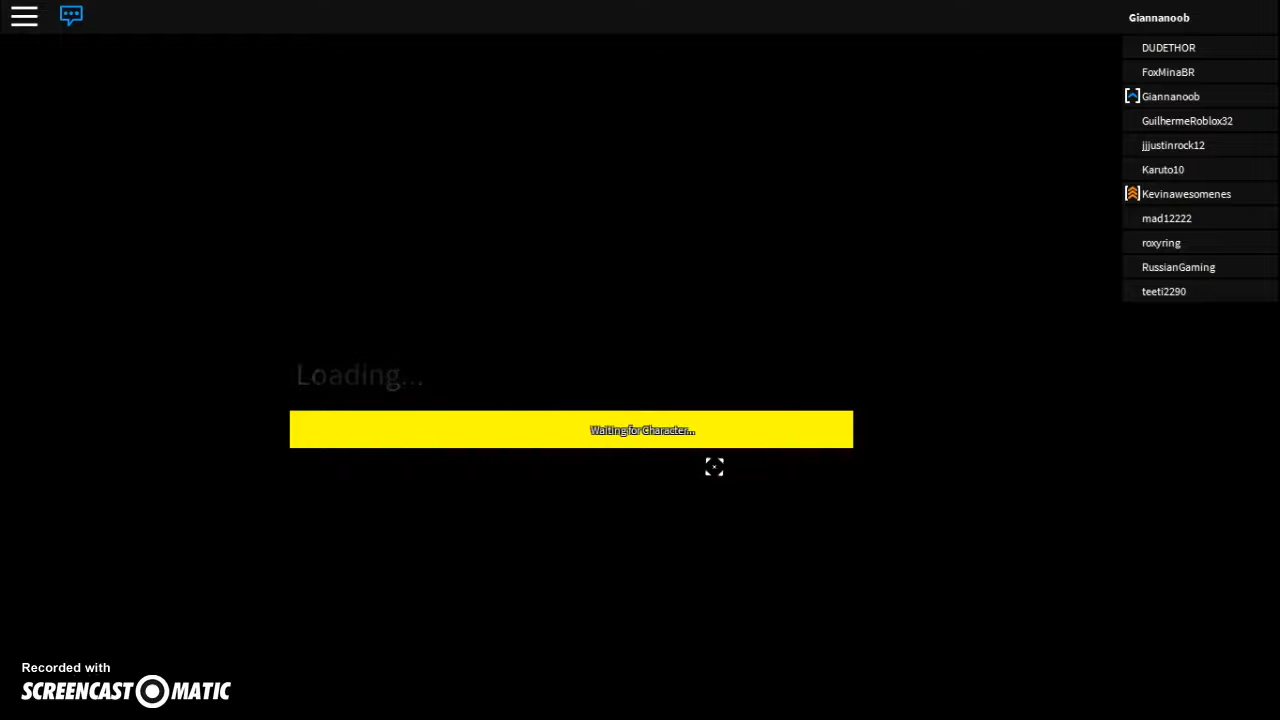 Giannanoob
DUDETHOR
FoxMinaBR
Giannanoob
GuilhermeRoblox32
jjjustinrock12
Karuto10
Kevinawesomenes
mad12222
roxyring
RussianGaming
teeti2290
Loading...
Waiting for Character...
Recorded with
SCREENCAST MATIC